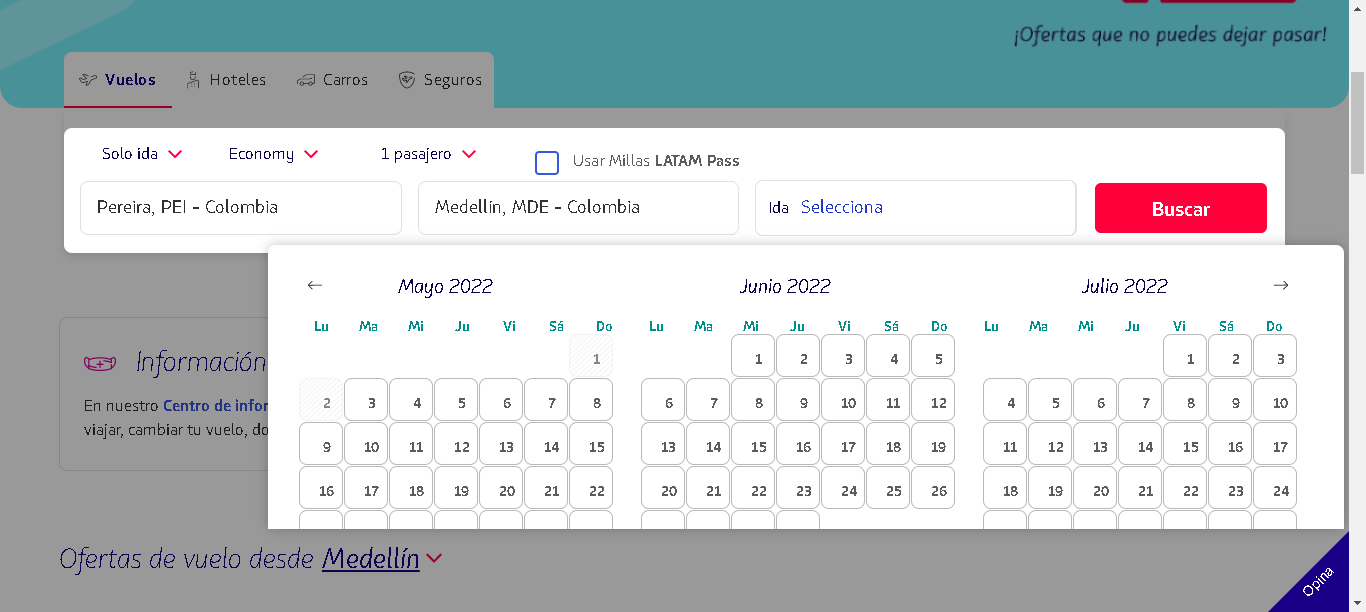 ¡Ofertas que no puedes dejar pasar!
Vuelos Hoteles Carros Seguros
Solo ida Economy 1 pasajero Usar Millas LATAM Pass
Pereira, PEI - Colombia Medellín, MDE - Colombia Ida Selecciona Buscar
Mayo 2022 Junio 2022 Julio 2022
Lu Ma Mi Ju Vi Sá Do Lu Ma Mi Ju Vi Sá Do Lu Ma Mi Ju Vi Sá Do
1 1 2 3 4 5 1 2 3
2 3 4 5 6 7 8 6 7 8 9 10 11 12 4 5 6 7 8 9 10
9 10 11 12 13 14 15 13 14 15 16 17 18 19 11 12 13 14 15 16 17
16 17 18 19 20 21 22 20 21 22 23 24 25 26 18 19 20 21 22 23 24
Información
En nuestro Centro de infor
viajar, cambiar tu vuelo, do
Ofertas de vuelo desde Medellín
Opina